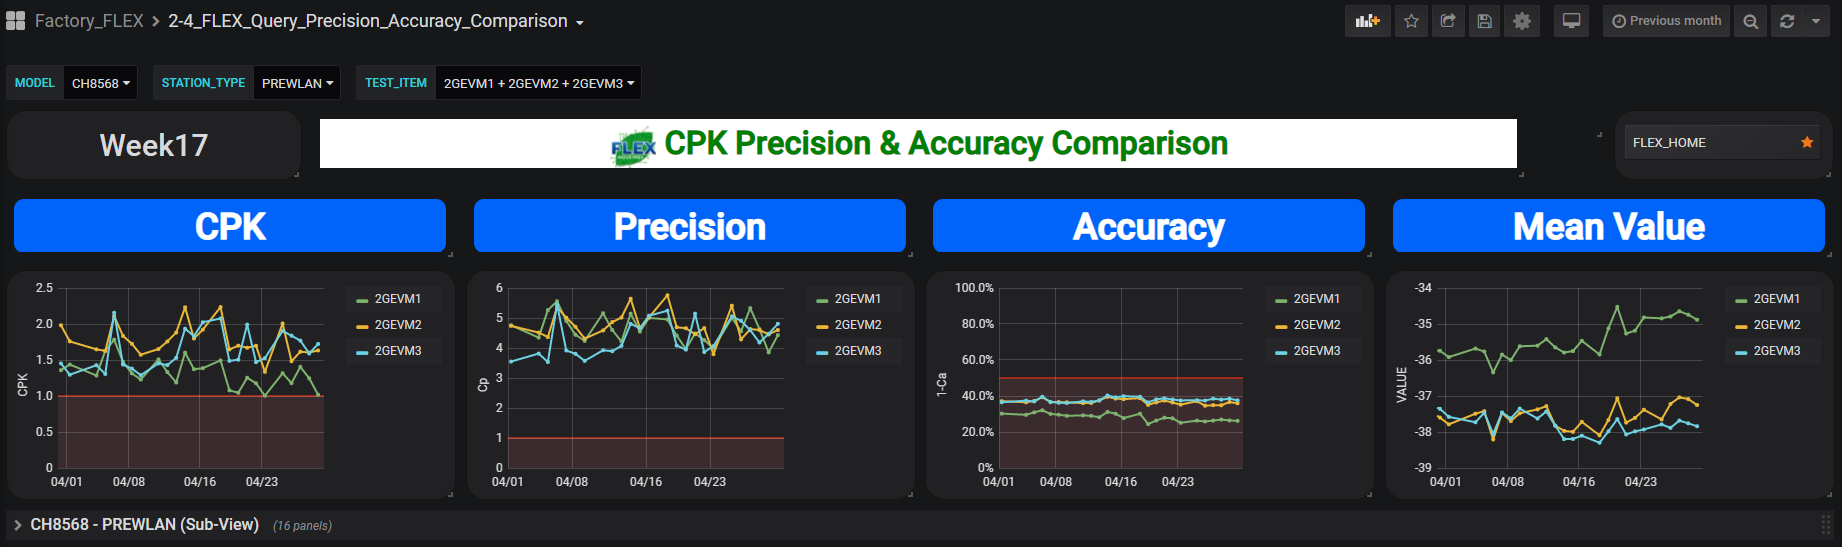 Factory_FLEX > 2-4_FLEX_Query_Precision_Accuracy_Comparison
Previous month
MODEL CH8568 STATION_TYPE PREWLAN TEST_ITEM 2GEVM1 + 2GEVM2 + 2GEVM3
Week17
FLEX
CPK Precision & Accuracy Comparison
FLEX_HOME
CPK
Precision
Accuracy
Mean Value
CPK
2.5
2.0
1.5
1.0
0.5
0
04/01 04/08 04/16 04/23
2GEVM1
2GEVM2
2GEVM3
Cp
6
5
4
3
2
1
0
04/01 04/08 04/16 04/23
2GEVM1
2GEVM2
2GEVM3
1-Ca
100.0%
80.0%
60.0%
40.0%
20.0%
0%
04/01 04/08 04/16 04/23
2GEVM1
2GEVM2
2GEVM3
VALUE
-34
-35
-36
-37
-38
-39
04/01 04/08 04/16 04/23
2GEVM1
2GEVM2
2GEVM3
CH8568 - PREWLAN (Sub-View) (16 panels)